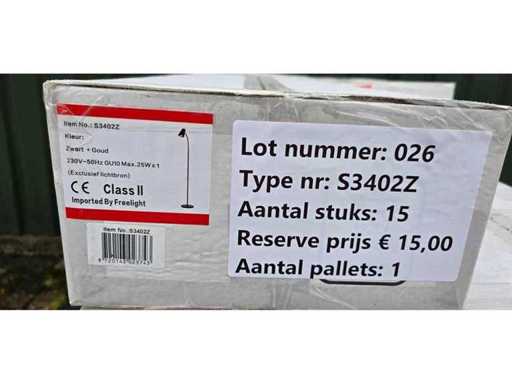 Item No.: S3402Z
Kleur:
Zwart + Goud
230V~50Hz GU10 Max.25W x 1
(Exclusief lichtbron)
CE Class II
Imported By Freelight
Item No.:S3402Z
Lot nummer: 026
Type nr: S3402Z
Aantal stuks: 15
Reserve prijs € 15,00
Aantal pallets: 1